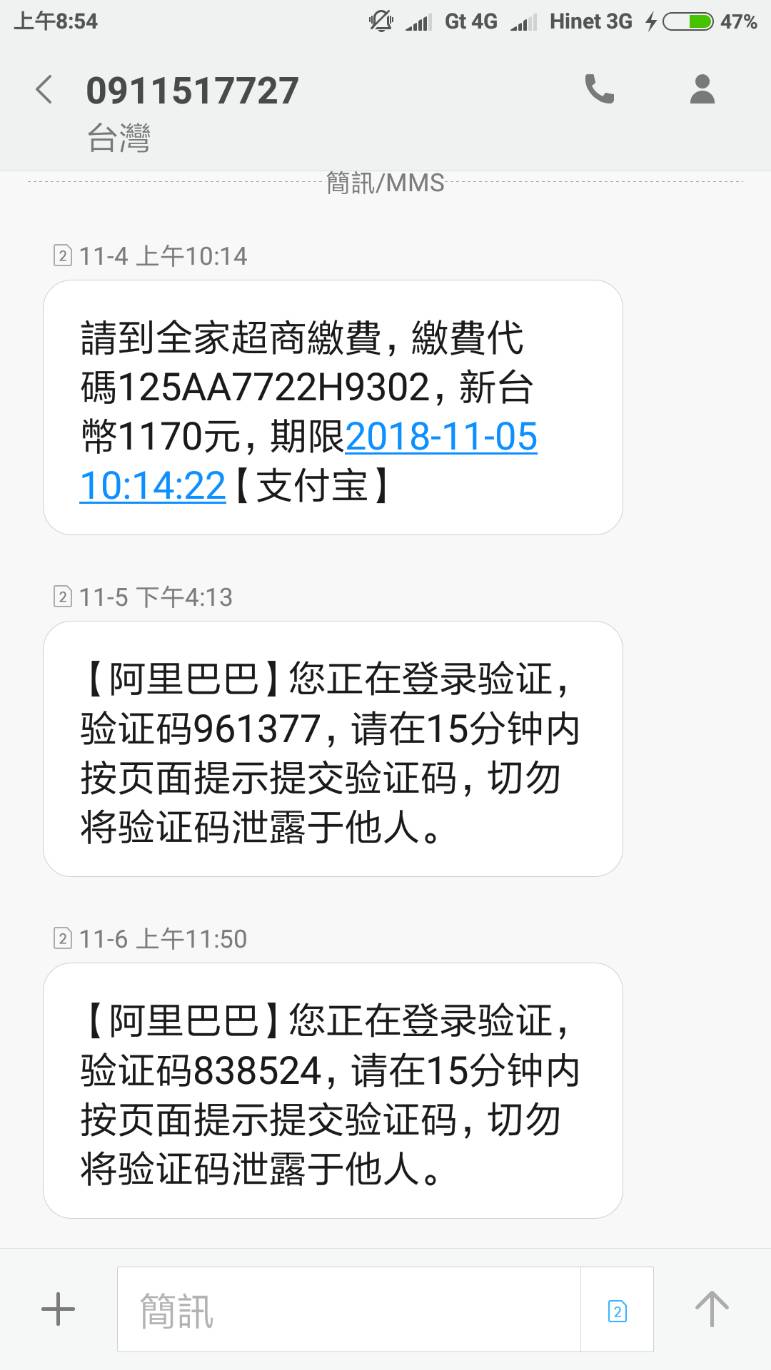 上午8:54 Gt 4G Hinet 3G 47%
0911517727
台灣
簡訊/MMS
2 11-4 上午10:14
請到全家超商繳費，繳費代
碼125AA7722H9302，新台
幣1170元，期限2018-11-05
10:14:22【支付宝】
2 11-5 下午4:13
【阿里巴巴】您正在登录验证，
验证码961377，请在15分钟内
按页面提示提交验证码，切勿
将验证码泄露于他人。
2 11-6 上午11:50
【阿里巴巴】您正在登录验证，
验证码838524，请在15分钟内
按页面提示提交验证码，切勿
将验证码泄露于他人。
簡訊 2